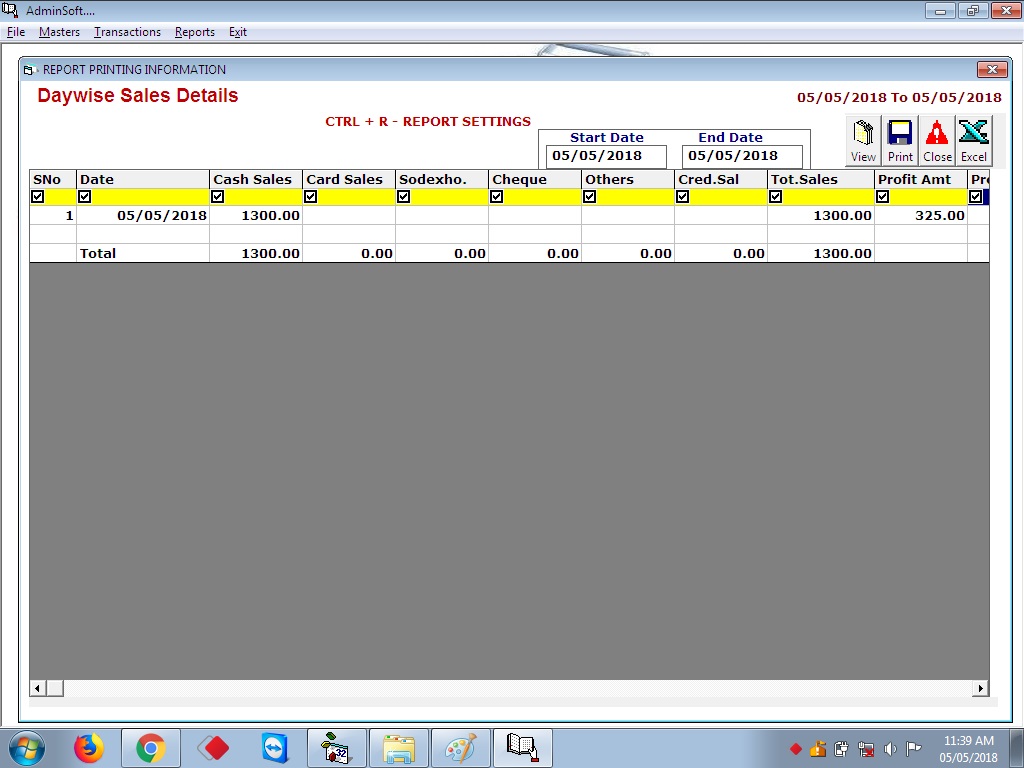 AdminSoft....
File Masters Transactions Reports Exit
REPORT PRINTING INFORMATION
Daywise Sales Details
05/05/2018 To 05/05/2018
CTRL + R - REPORT SETTINGS
Start Date End Date
05/05/2018 05/05/2018
View Print Close Excel
SNo Date Cash Sales Card Sales Sodexho. Cheque Others Cred.Sal Tot.Sales Profit Amt Pr
1 05/05/2018 1300.00 1300.00 325.00
Total 1300.00 0.00 0.00 0.00 0.00 0.00 1300.00
32
11:39 AM
05/05/2018